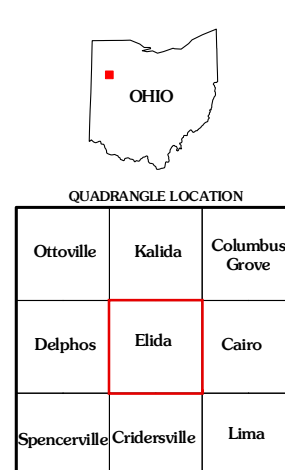 OHIO
QUADRANGLE LOCATION
Ottoville Kalida Columbus Grove
Delphos Elida Cairo
Spencerville Cridersville Lima